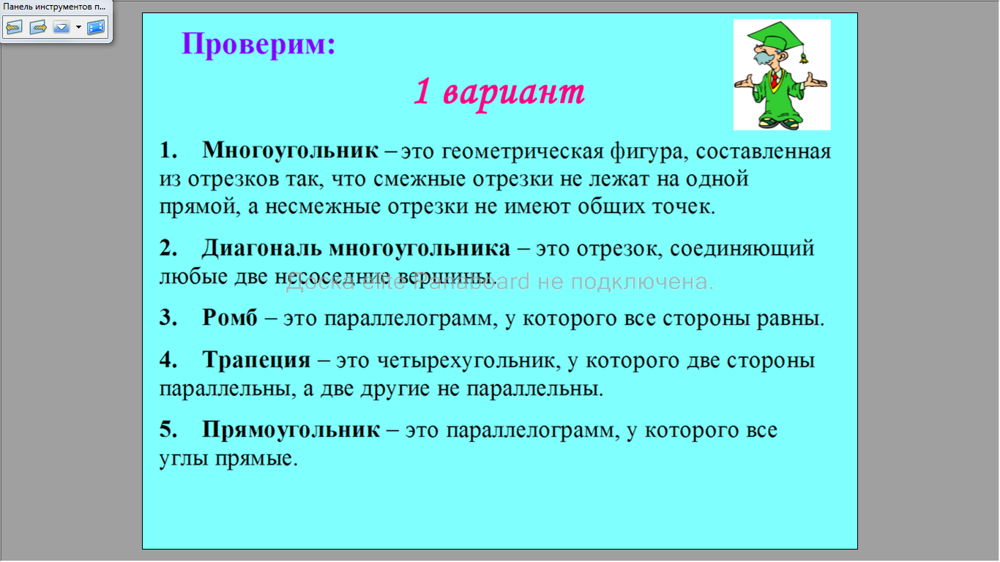 Панель инструментов п...
Проверим:
1 вариант
1. Многоугольник – это геометрическая фигура, составленная
из отрезков так, что смежные отрезки не лежат на одной
прямой, а несмежные отрезки не имеют общих точек.
2. Диагональ многоугольника – это отрезок, соединяющий
любые две несоседние вершины.
Доска elite Panaboard не подключена.
3. Ромб – это параллелограмм, у которого все стороны равны.
4. Трапеция – это четырехугольник, у которого две стороны
параллельны, а две другие не параллельны.
5. Прямоугольник – это параллелограмм, у которого все
углы прямые.